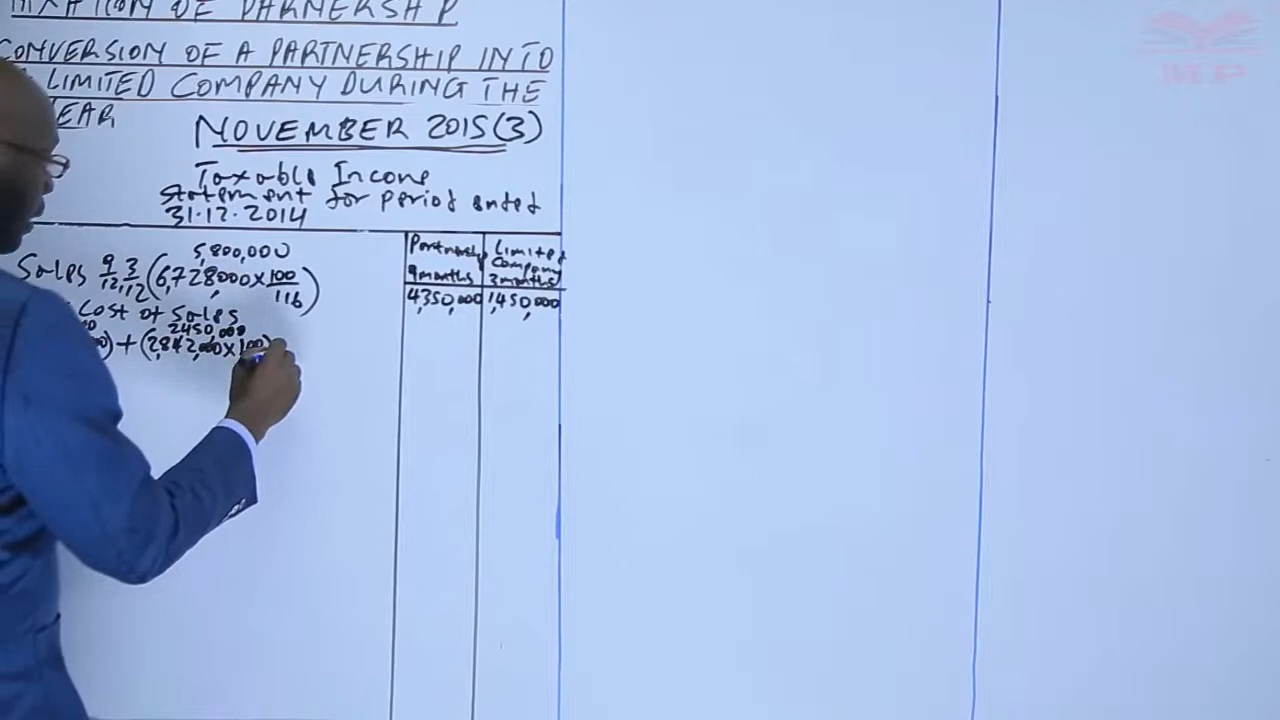 TAXATION OF PARNERSHIP
CONVERSION OF A PARTNERSHIP INTO
LIMITED COMPANY DURING THE
YEAR
NOVEMBER 2015(3)
Taxable Income
Statement for period ended
31.12.2014
Partnership
9 months
Limited
Company
3 months
5,800,000
Sales 9/12, 3/12 (6,728,000 x 100/116)
4,350,000 1,450,000
Cost of Sales
2450,000
+ (2,842,000 x 100
MP